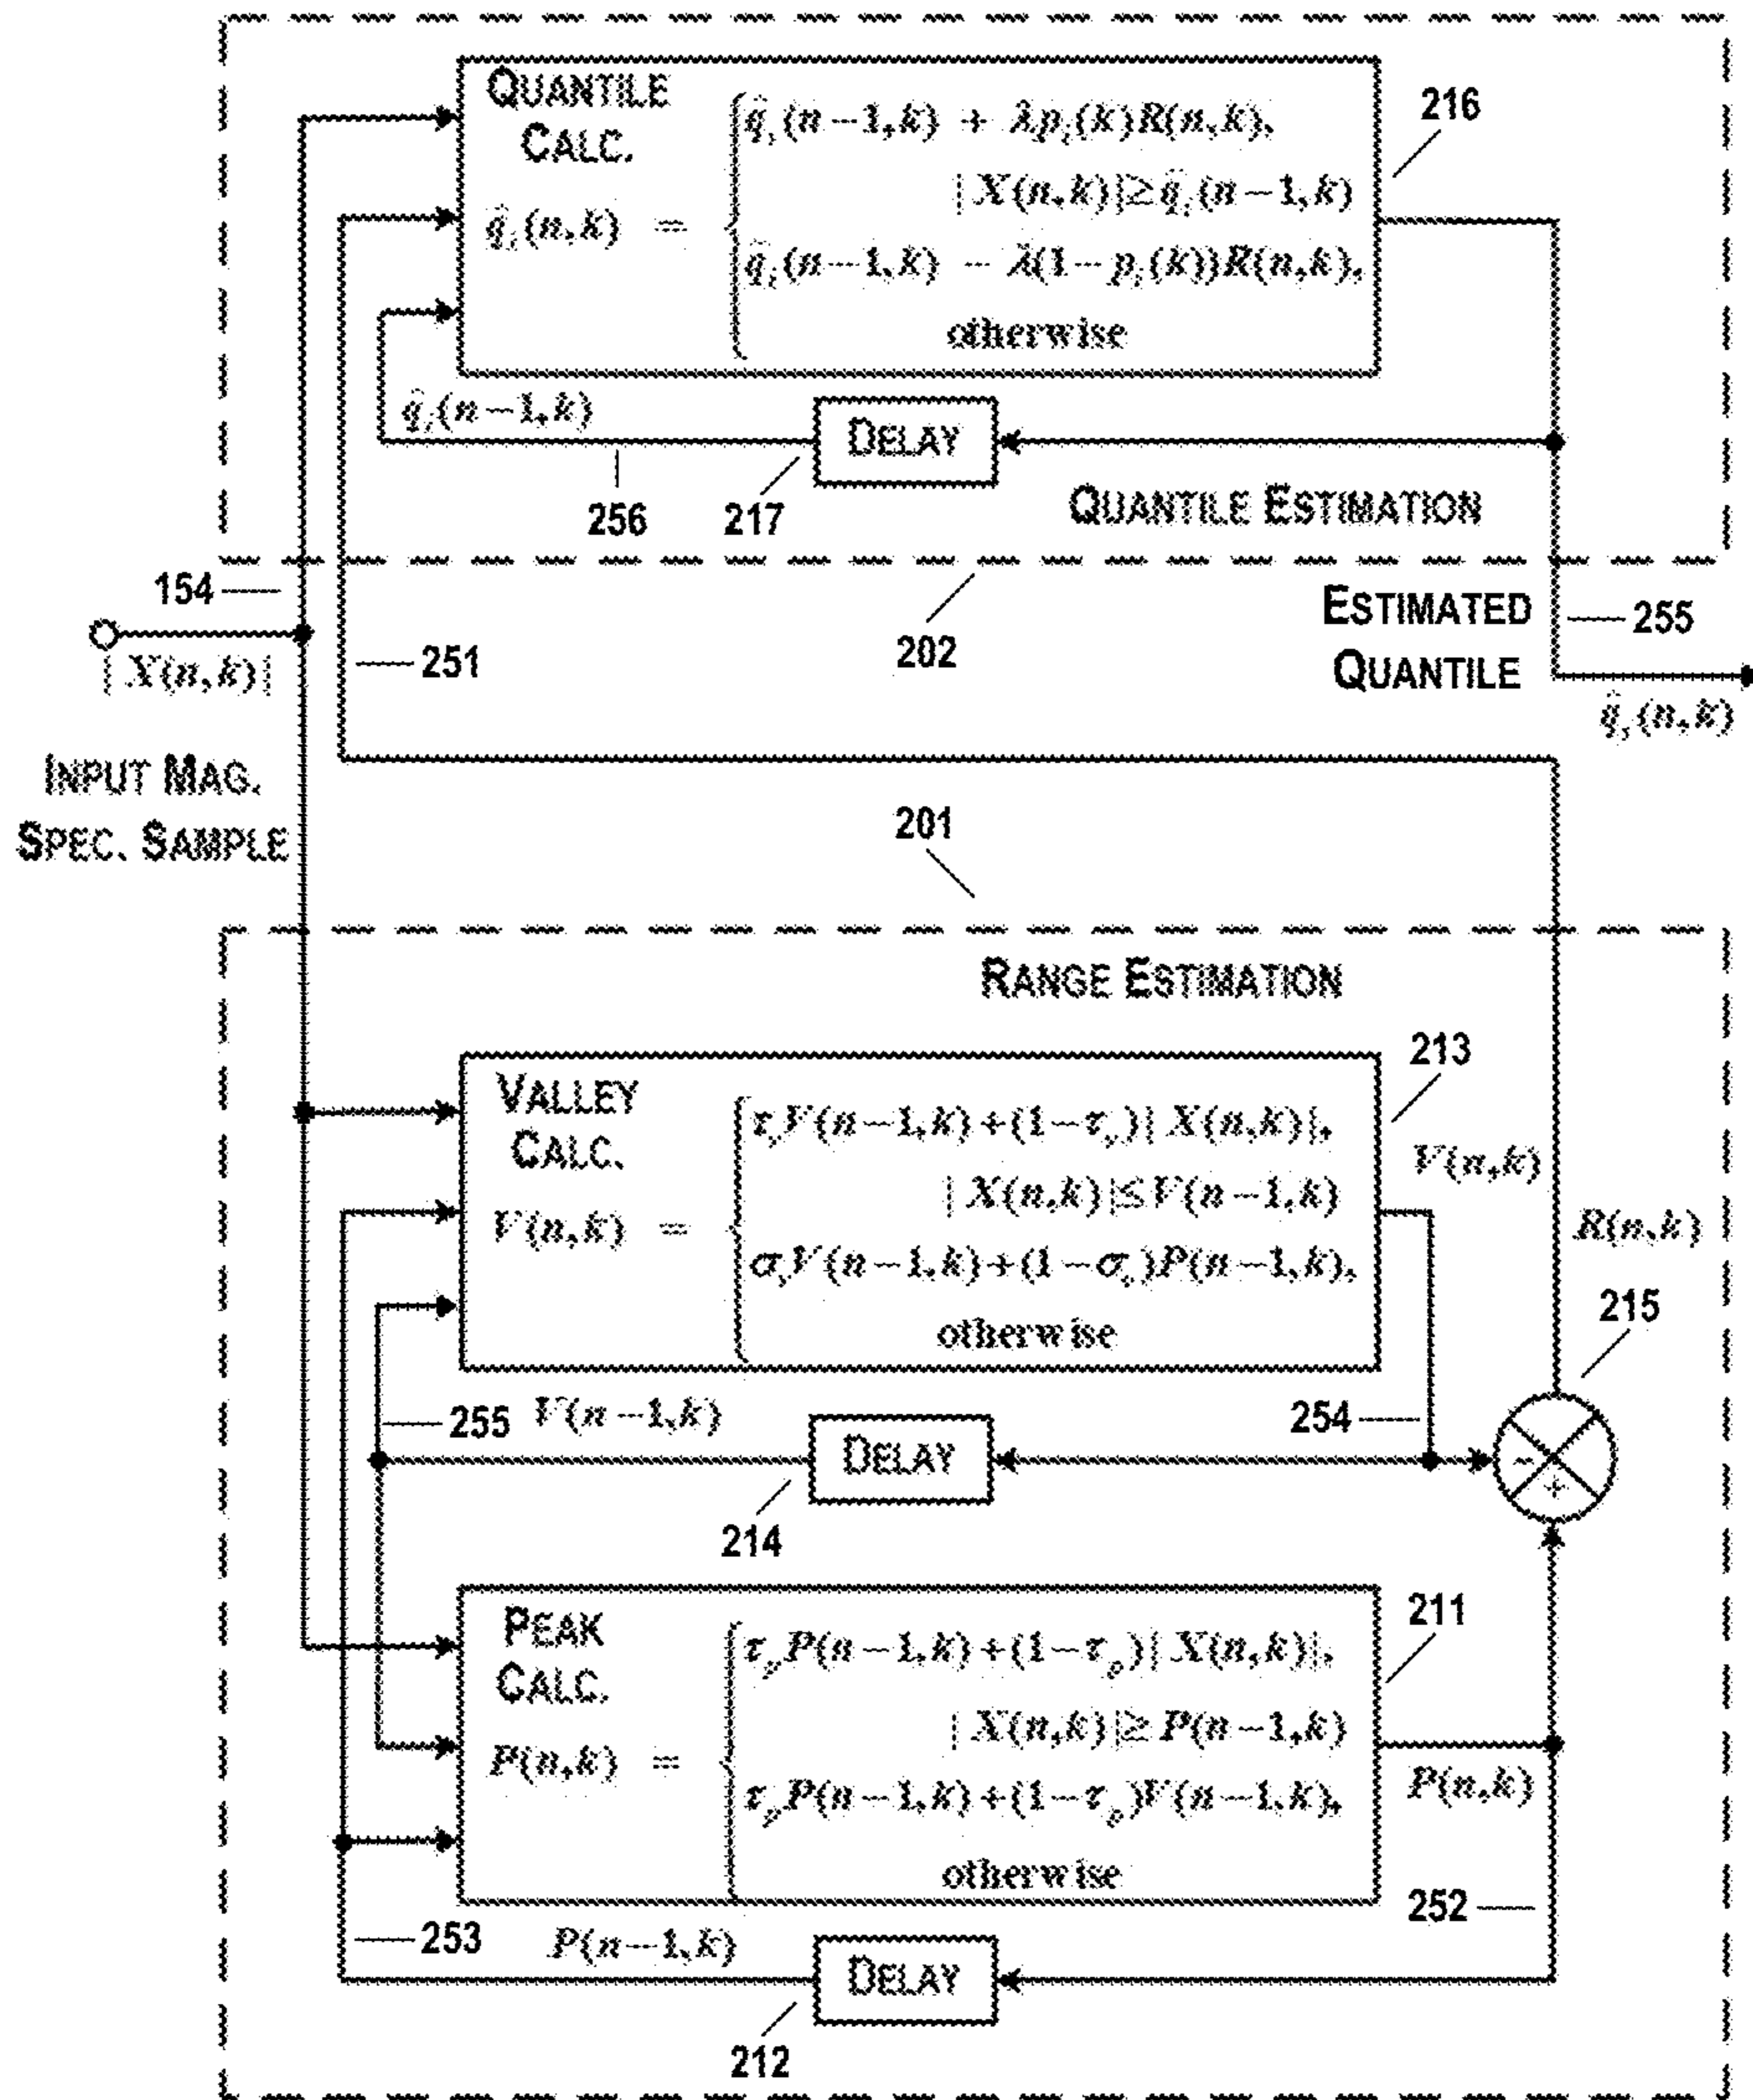 QUANTILE
CALC.
q̂ᵢ(n−1,k) + λpᵢ(k)R(n,k),
|X(n,k)|≥q̂ᵢ(n−1,k)
q̂ᵢ(n,k) =
q̂ᵢ(n−1,k) − λ(1−pᵢ(k))R(n,k),
otherwise
216
q̂ᵢ(n−1,k)
DELAY
256
217
QUANTILE ESTIMATION
154
|X(n,k)|
251
202
ESTIMATED
QUANTILE
255
q̂ᵢ(n,k)
INPUT MAG.
SPEC. SAMPLE
201
RANGE ESTIMATION
213
VALLEY
CALC.
τᵥV(n−1,k)+(1−τᵥ)|X(n,k)|,
|X(n,k)|≤V(n−1,k)
V(n,k) =
σᵥV(n−1,k)+(1−σᵥ)P(n−1,k),
otherwise
V(n,k)
R(n,k)
215
255
V(n−1,k)
DELAY
254
−
+
214
211
PEAK
CALC.
τₚP(n−1,k)+(1−τₚ)|X(n,k)|,
|X(n,k)|≥P(n−1,k)
P(n,k) =
τₚP(n−1,k)+(1−τₚ)V(n−1,k),
otherwise
P(n,k)
252
253
P(n−1,k)
DELAY
212